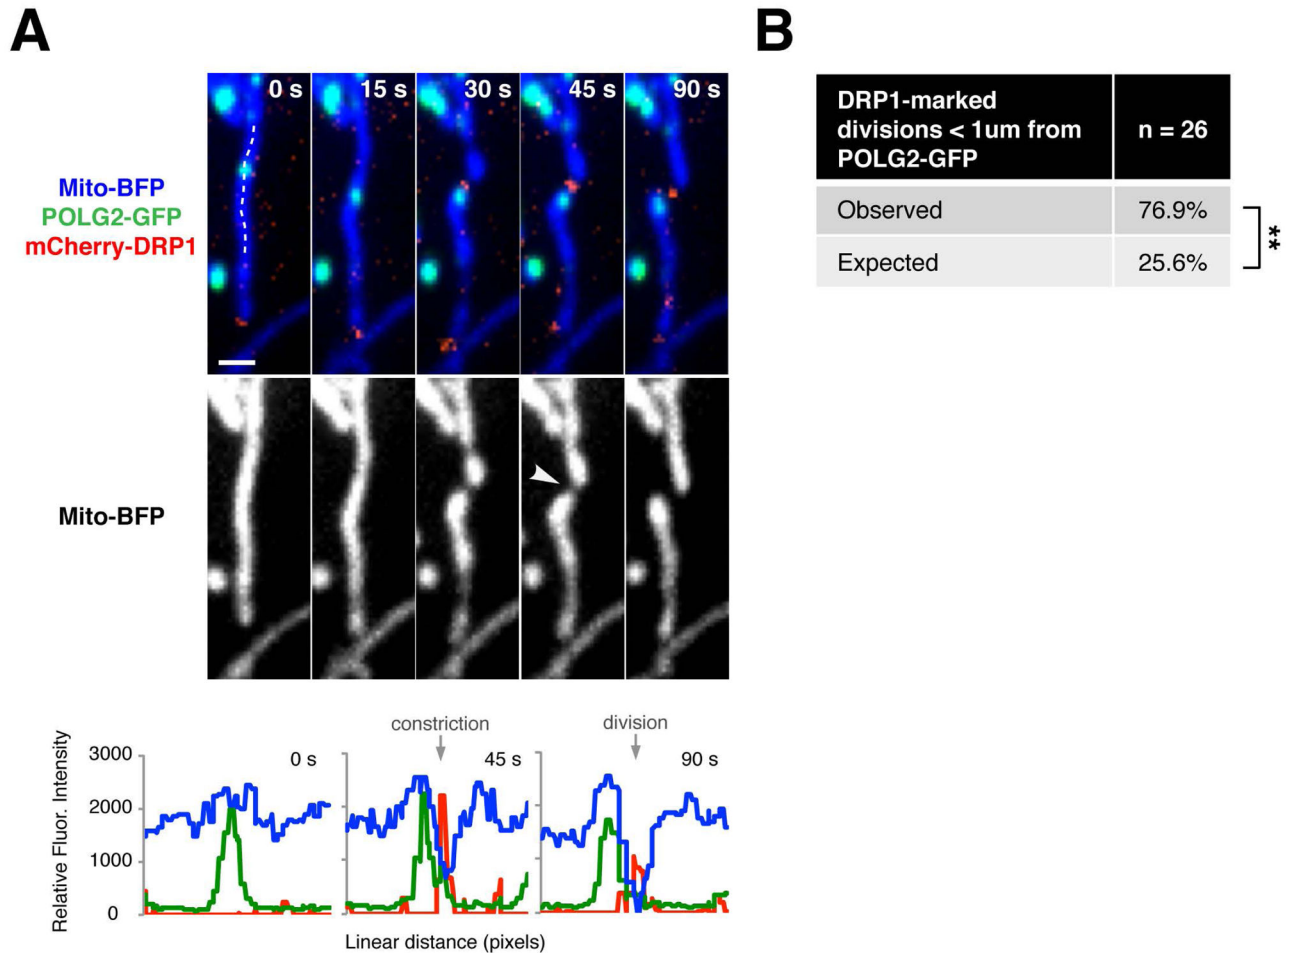 A
B
0 s
15 s
30 s
45 s
90 s
Mito-BFP
POLG2-GFP
mCherry-DRP1
Mito-BFP
DRP1-marked
divisions < 1um from
POLG2-GFP
n = 26
Observed
76.9%
Expected
25.6%
**
constriction
division
Relative Fluor. Intensity
3000
2000
1000
0
0 s
45 s
90 s
Linear distance (pixels)